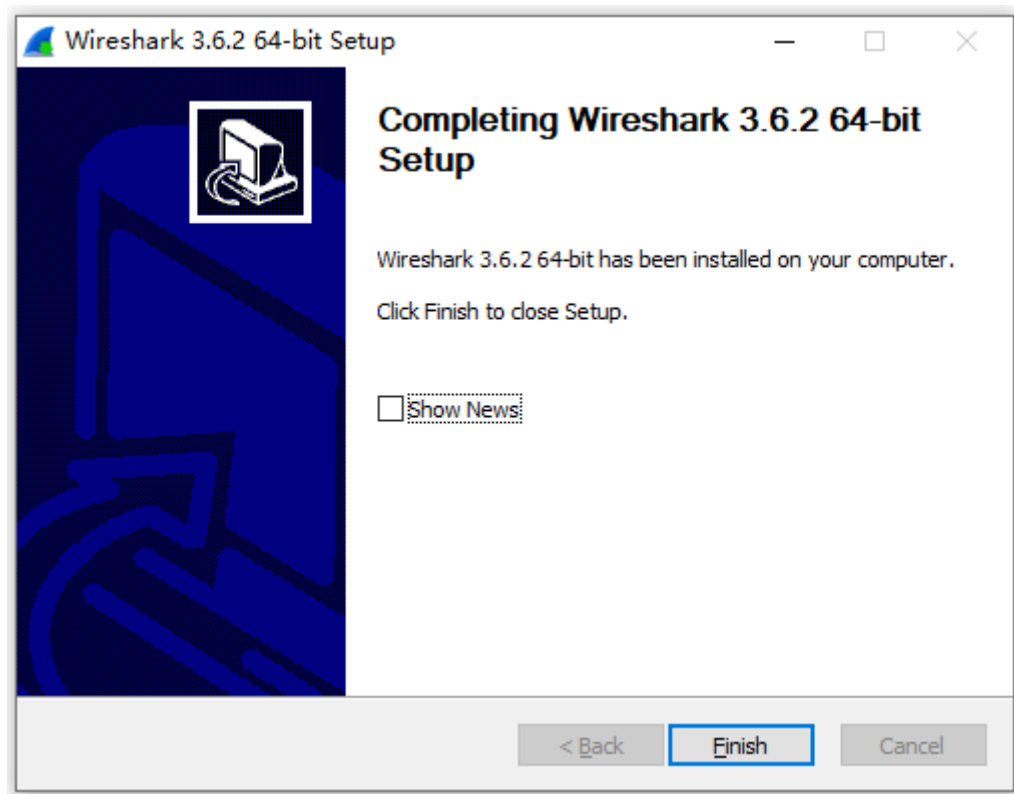 Wireshark 3.6.2 64-bit Setup
Completing Wireshark 3.6.2 64-bit
Setup
Wireshark 3.6.2 64-bit has been installed on your computer.
Click Finish to close Setup.
Show News
< Back
Finish
Cancel